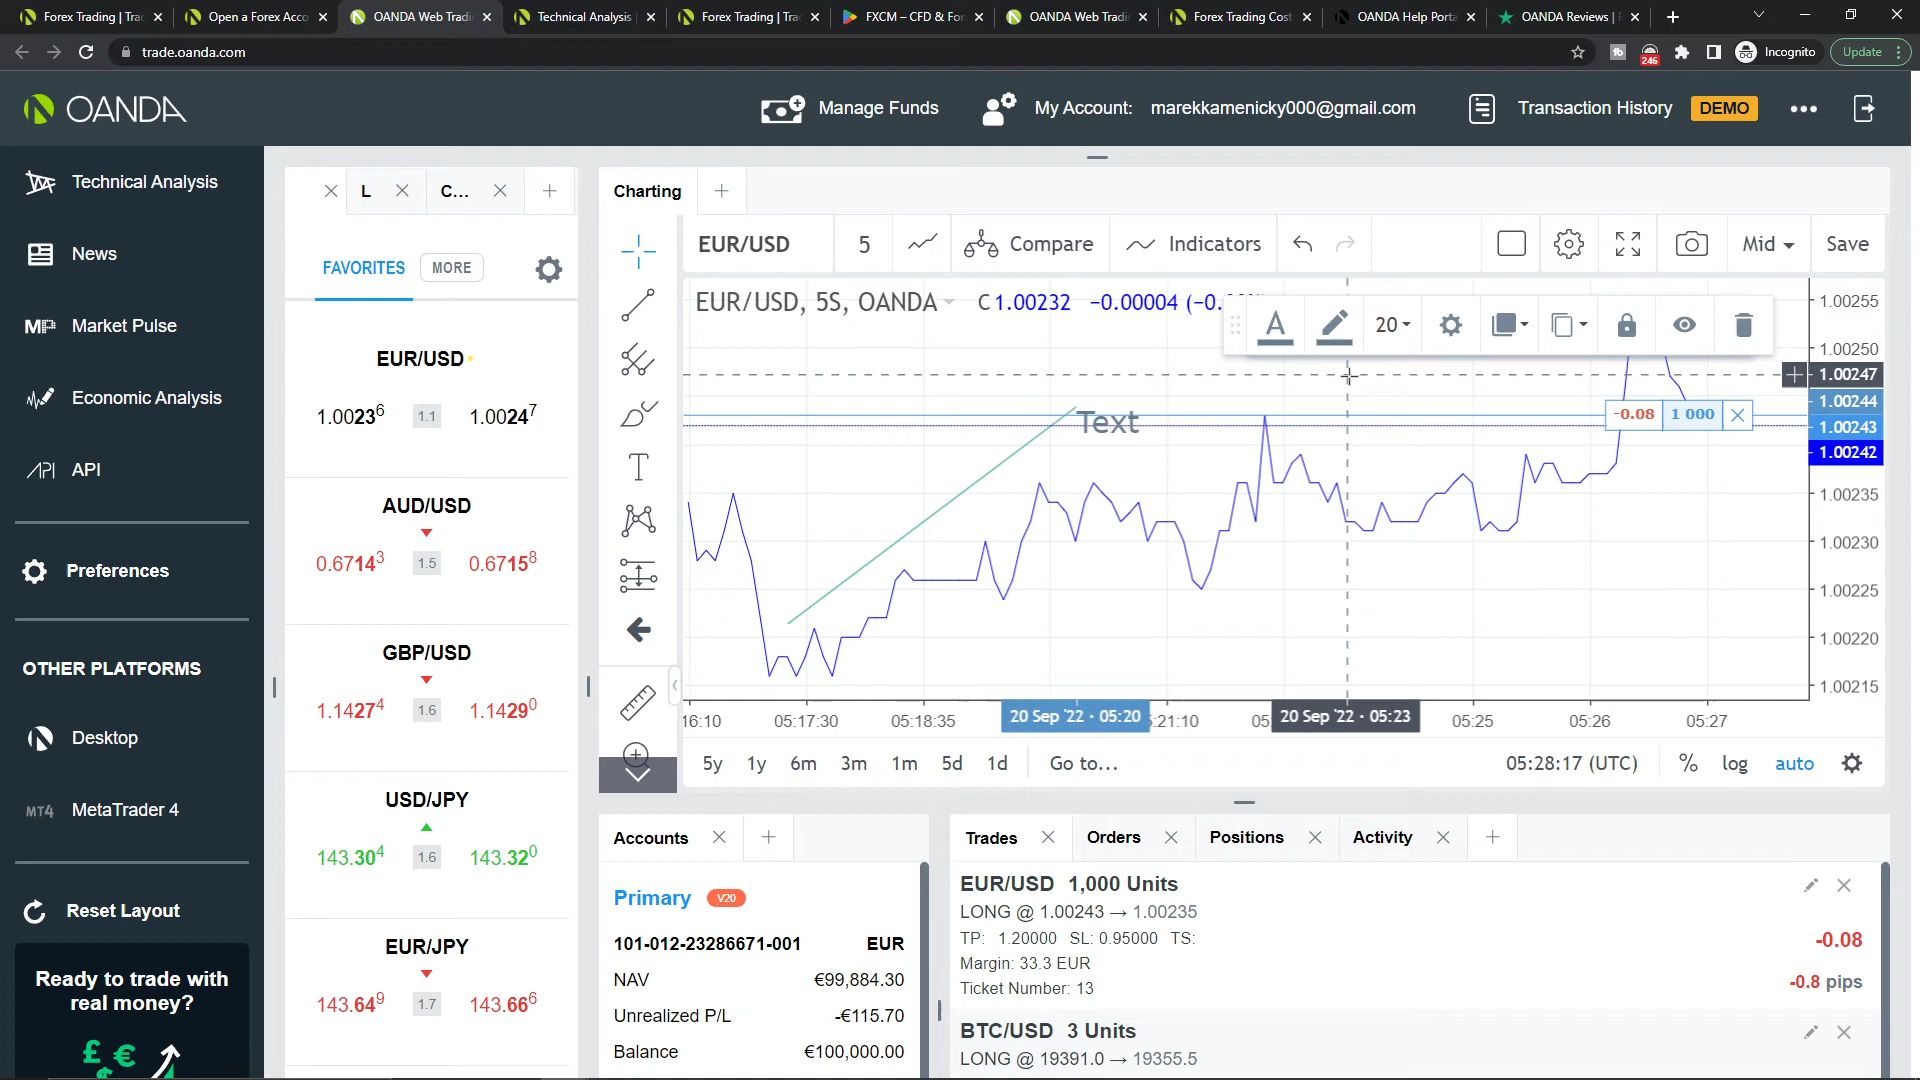 Forex Trading | Trac
Open a Forex Acco
OANDA Web Tradi
Technical Analysis
Forex Trading | Trac
FXCM – CFD & For
OANDA Web Tradi
Forex Trading Cost
OANDA Help Porta
OANDA Reviews |
trade.oanda.com
246
Incognito
Update
OANDA
Manage Funds
My Account: marekkamenicky000@gmail.com
Transaction History
DEMO
Technical Analysis
News
Market Pulse
Economic Analysis
API
Preferences
OTHER PLATFORMS
Desktop
MT4 MetaTrader 4
Reset Layout
Ready to trade with
real money?
L
C...
FAVORITES
MORE
EUR/USD
1.00236 1.1 1.00247
AUD/USD
0.67143 1.5 0.67158
GBP/USD
1.14274 1.6 1.14290
USD/JPY
143.304 1.6 143.320
EUR/JPY
143.649 1.7 143.666
Charting
EUR/USD
5
Compare
Indicators
Mid
Save
EUR/USD, 5S, OANDA
C1.00232 −0.00004 (−0.
20
Text
-0.08 1 000
1.00255
1.00250
1.00247
1.00244
1.00243
1.00242
1.00235
1.00230
1.00225
1.00220
1.00215
16:10
05:17:30
05:18:35
20 Sep '22 · 05:20
5:21:10
05
20 Sep '22 · 05:23
05:25
05:26
05:27
5y 1y 6m 3m 1m 5d 1d
Go to...
05:28:17 (UTC)
% log auto
Accounts
Primary V20
101-012-23286671-001 EUR
NAV €99,884.30
Unrealized P/L -€115.70
Balance €100,000.00
Trades
Orders
Positions
Activity
EUR/USD 1,000 Units
LONG @ 1.00243 → 1.00235
TP: 1.20000 SL: 0.95000 TS:
-0.08
Margin: 33.3 EUR
Ticket Number: 13
-0.8 pips
BTC/USD 3 Units
LONG @ 19391.0 → 19355.5